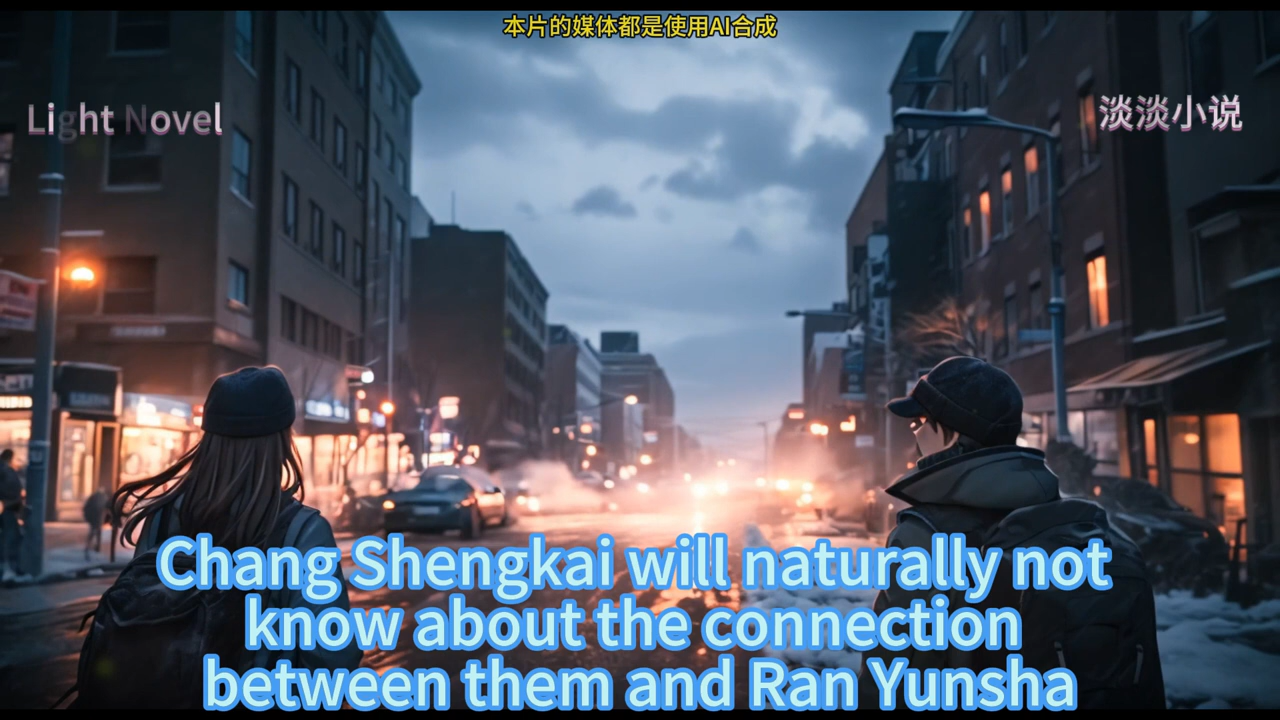 本片的媒体都是使用AI合成
Light Novel
淡淡小说
Chang Shengkai will naturally not
know about the connection
between them and Ran Yunsha